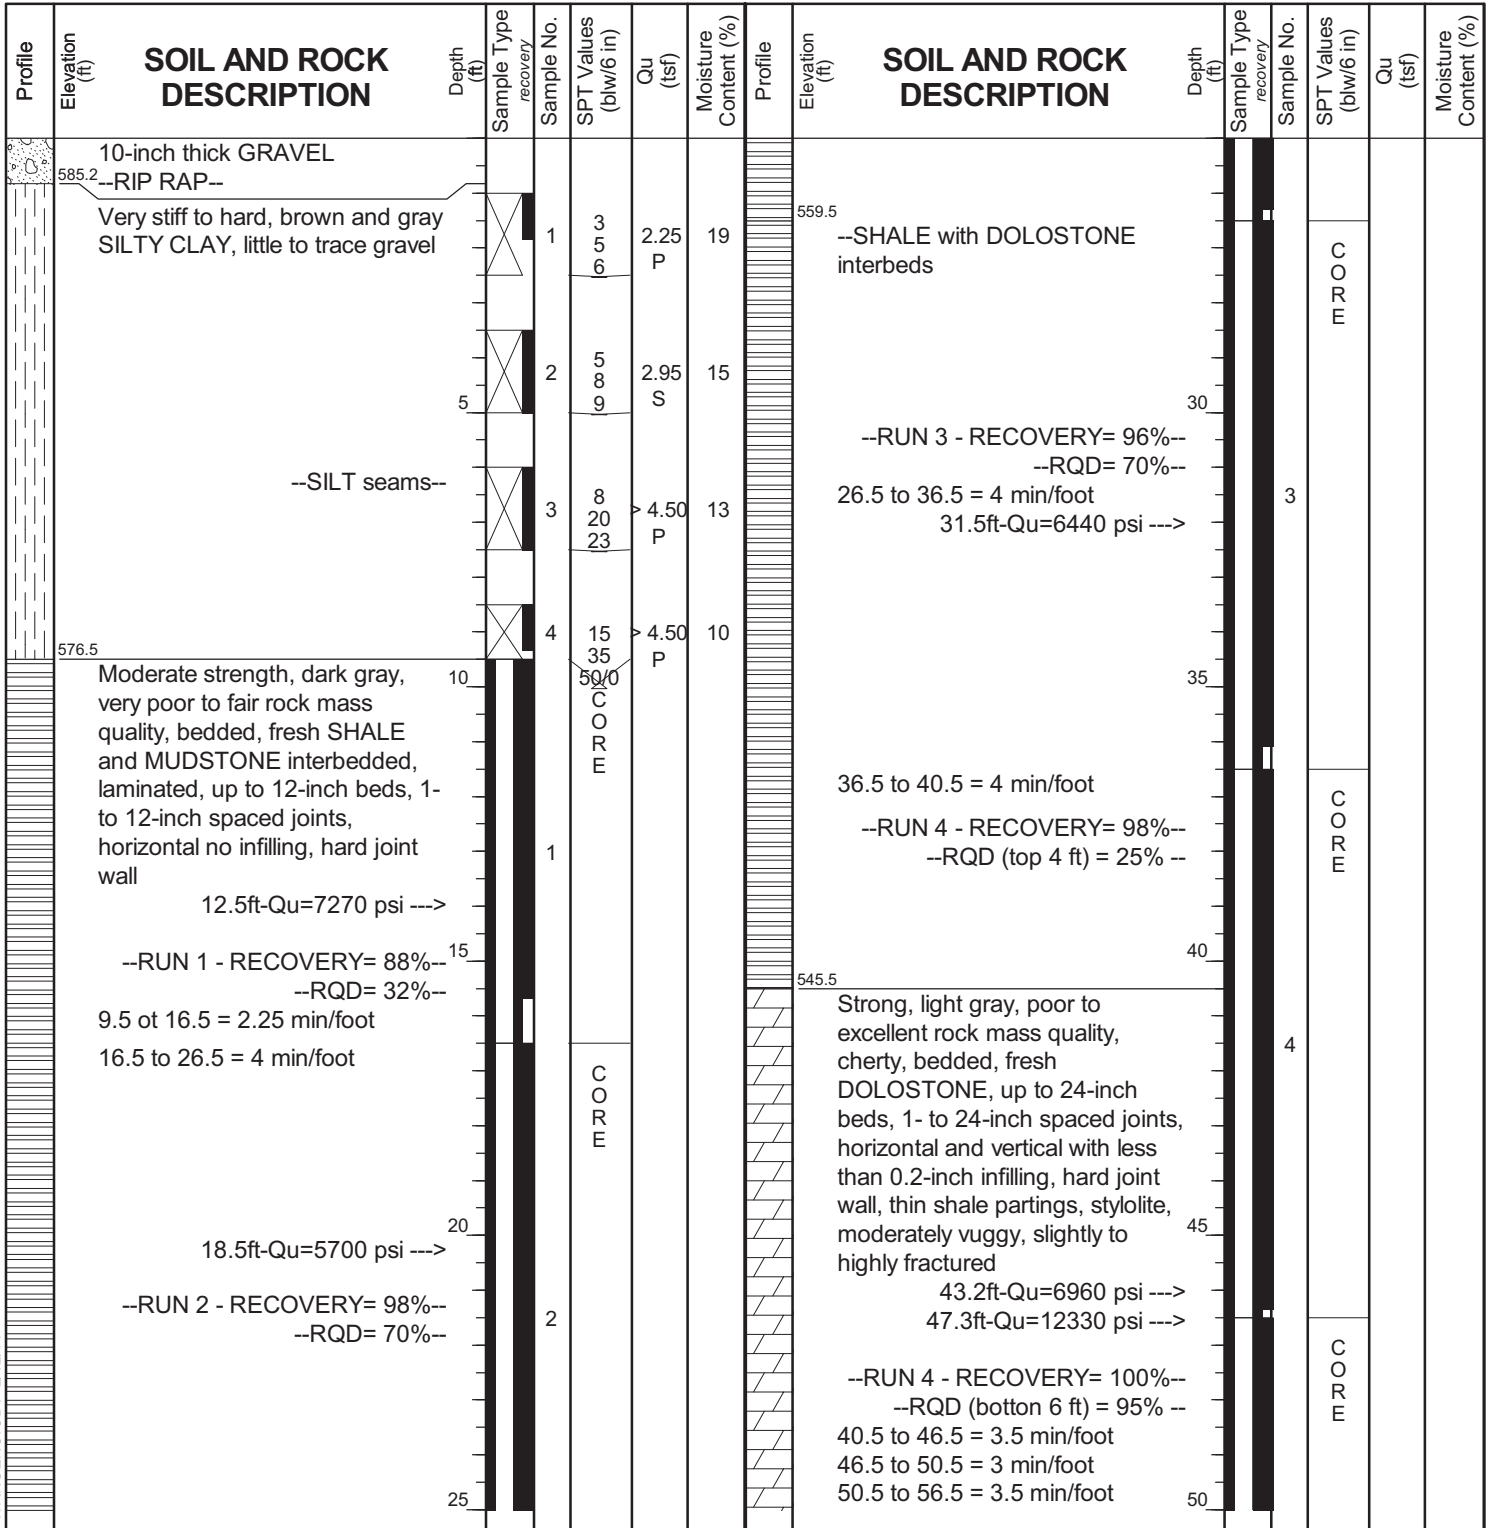 Profile
Elevation
(ft)
SOIL AND ROCK
DESCRIPTION
Depth
(ft)
Sample Type
recovery
Sample No.
SPT Values
(blw/6 in)
Qu
(tsf)
Moisture
Content (%)
10-inch thick GRAVEL
585.2
--RIP RAP--
Very stiff to hard, brown and gray
SILTY CLAY, little to trace gravel
1
3
5
6
2.25
P
19
5
2
5
8
9
2.95
S
15
--SILT seams--
3
8
20
23
> 4.50
P
13
4
15
35
50/0
> 4.50
P
10
576.5
Moderate strength, dark gray,
very poor to fair rock mass
quality, bedded, fresh SHALE
and MUDSTONE interbedded,
laminated, up to 12-inch beds, 1-
to 12-inch spaced joints,
horizontal no infilling, hard joint
wall
10
C
O
R
E
1
12.5ft-Qu=7270 psi --->
--RUN 1 - RECOVERY= 88%--
15
--RQD= 32%--
9.5 ot 16.5 = 2.25 min/foot
16.5 to 26.5 = 4 min/foot
C
O
R
E
20
18.5ft-Qu=5700 psi --->
--RUN 2 - RECOVERY= 98%--
--RQD= 70%--
2
25
Profile
Elevation
(ft)
SOIL AND ROCK
DESCRIPTION
Depth
(ft)
Sample Type
recovery
Sample No.
SPT Values
(blw/6 in)
Qu
(tsf)
Moisture
Content (%)
559.5
--SHALE with DOLOSTONE
interbeds
C
O
R
E
30
--RUN 3 - RECOVERY= 96%--
--RQD= 70%--
26.5 to 36.5 = 4 min/foot
3
31.5ft-Qu=6440 psi --->
35
36.5 to 40.5 = 4 min/foot
C
O
R
E
--RUN 4 - RECOVERY= 98%--
--RQD (top 4 ft) = 25% --
40
545.5
Strong, light gray, poor to
excellent rock mass quality,
cherty, bedded, fresh
DOLOSTONE, up to 24-inch
beds, 1- to 24-inch spaced joints,
horizontal and vertical with less
than 0.2-inch infilling, hard joint
wall, thin shale partings, stylolite,
moderately vuggy, slightly to
highly fractured
4
45
43.2ft-Qu=6960 psi --->
47.3ft-Qu=12330 psi --->
C
O
R
E
--RUN 4 - RECOVERY= 100%--
--RQD (botton 6 ft) = 95% --
40.5 to 46.5 = 3.5 min/foot
46.5 to 50.5 = 3 min/foot
50.5 to 56.5 = 3.5 min/foot
50